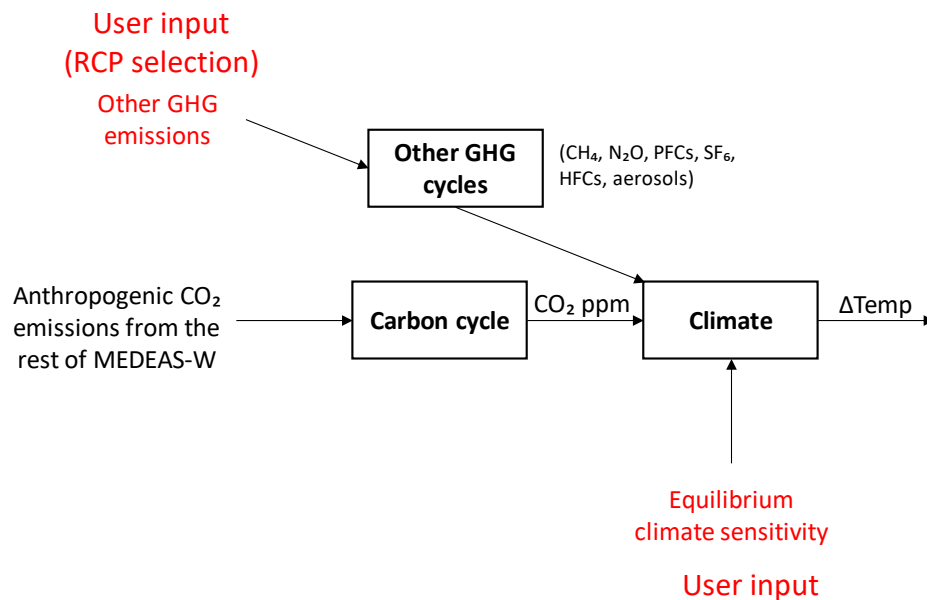 User input
(RCP selection)
Other GHG
emissions
Other GHG
cycles
(CH₄, N₂O, PFCs, SF₆,
HFCs, aerosols)
Anthropogenic CO₂
emissions from the
rest of MEDEAS-W
Carbon cycle
CO₂ ppm
Climate
ΔTemp
Equilibrium
climate sensitivity
User input